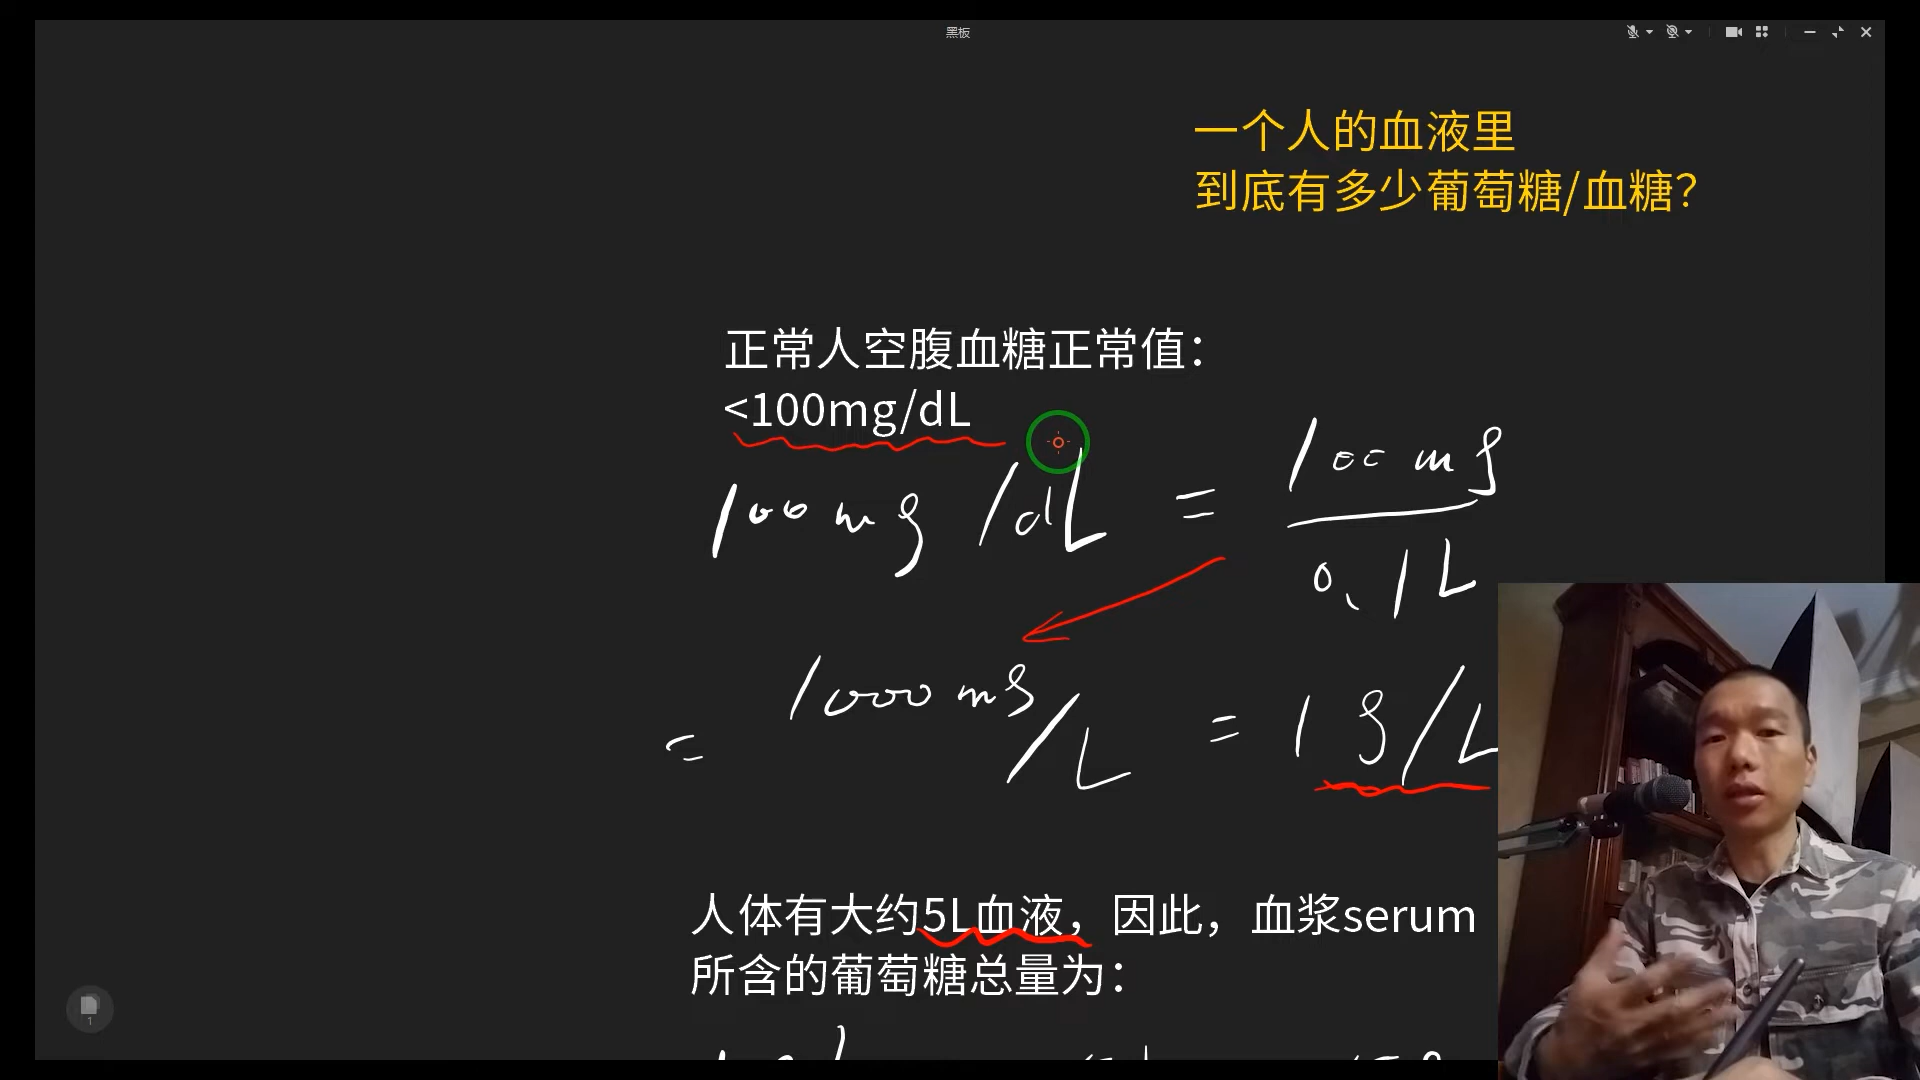 黑板
一个人的血液里
到底有多少葡萄糖/血糖？
正常人空腹血糖正常值：
<100mg/dL
100mg/dL = 100mg
0.1L
= 1000mg/L = 1g/L
人体有大约5L血液，因此，血浆serum
所含的葡萄糖总量为：
1